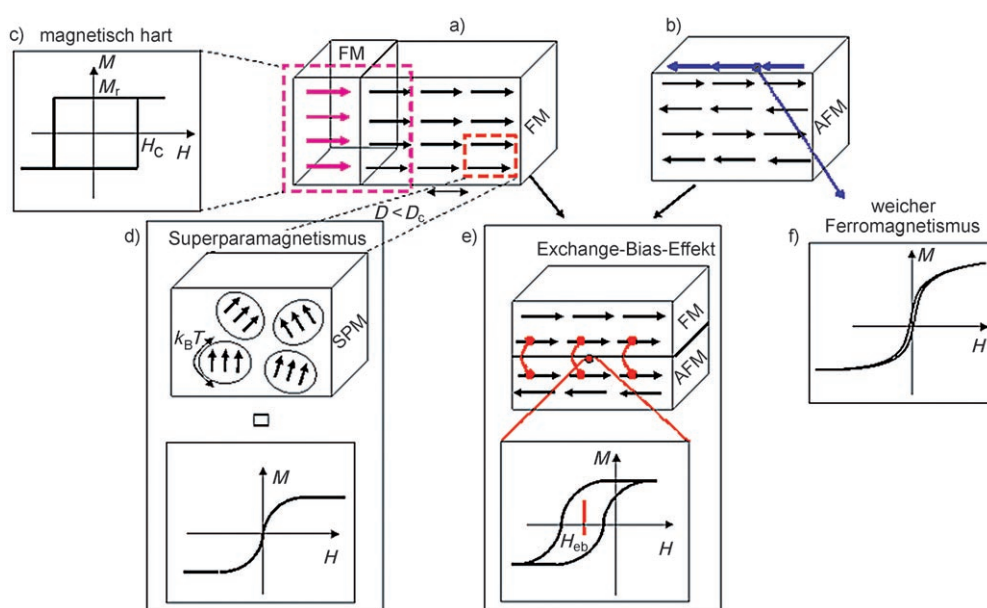 c)
magnetisch hart
M
Mr
HC
H
a)
FM
FM
D < Dc
b)
AFM
d)
Superparamagnetismus
kBT
SPM
M
H
e)
Exchange-Bias-Effekt
FM
AFM
M
Heb
H
weicher
f) Ferromagnetismus
M
H